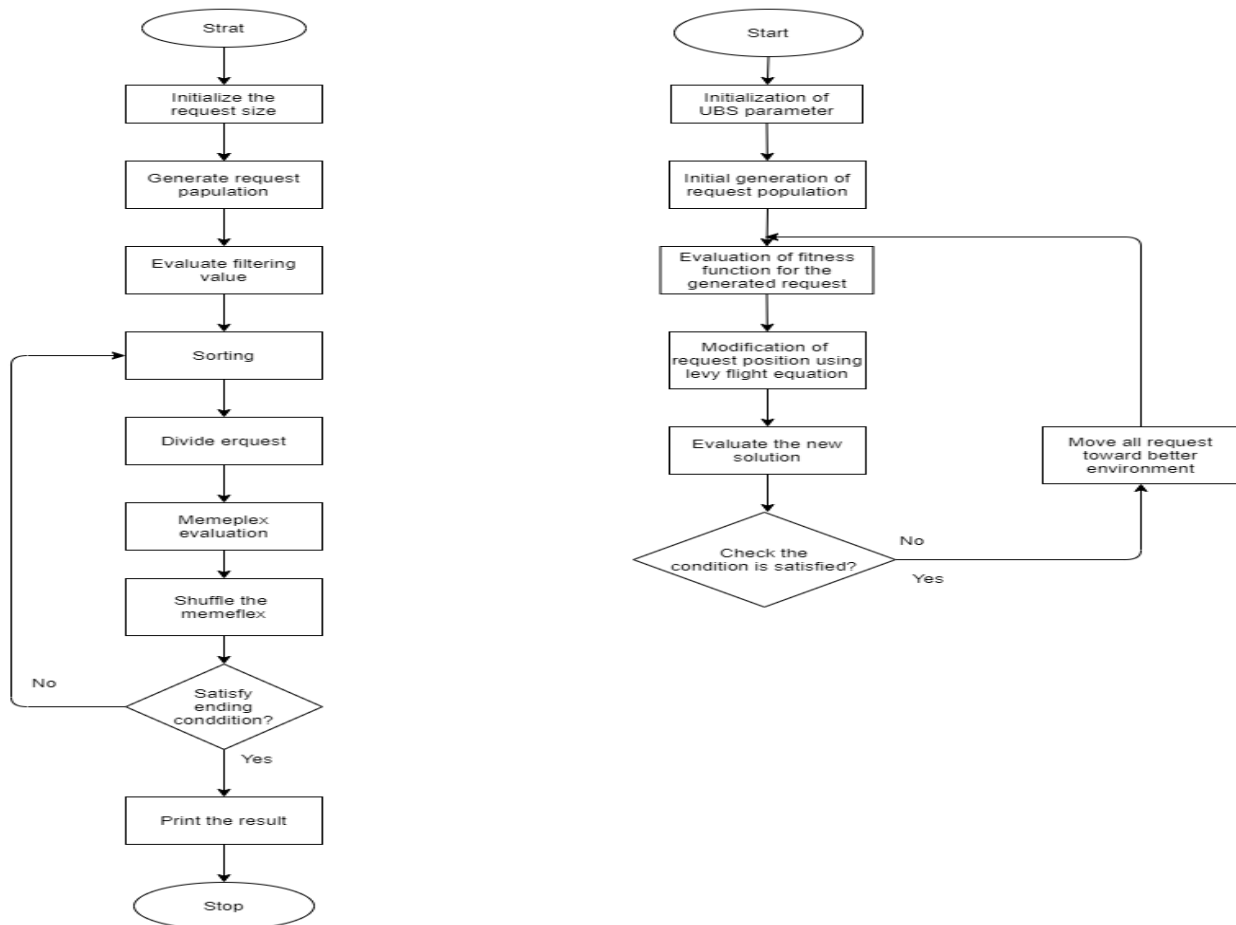 Strat
Initialize the
request size
Generate request
papulation
Evaluate filtering
value
Sorting
Divide erquest
Memeplex
evaluation
Shuffle the
memeflex
No
Satisfy
ending
conddition?
Yes
Print the result
Stop
Start
Initialization of
UBS parameter
Initial generation of
request population
Evaluation of fitness
function for the
generated request
Modification of
request position using
levy flight equation
Evaluate the new
solution
Move all request
toward better
environment
Check the
condition is satisfied?
No
Yes